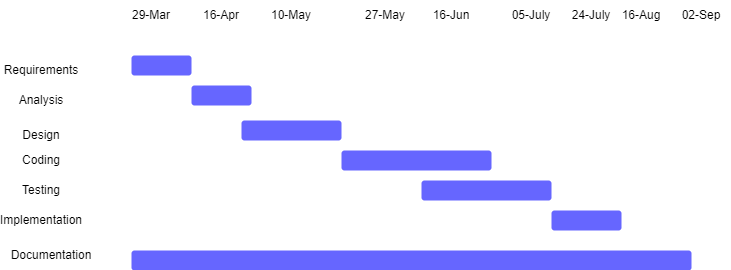 29-Mar 16-Apr 10-May 27-May 16-Jun 05-July 24-July 16-Aug 02-Sep
Requirements
Analysis
Design
Coding
Testing
Implementation
Documentation